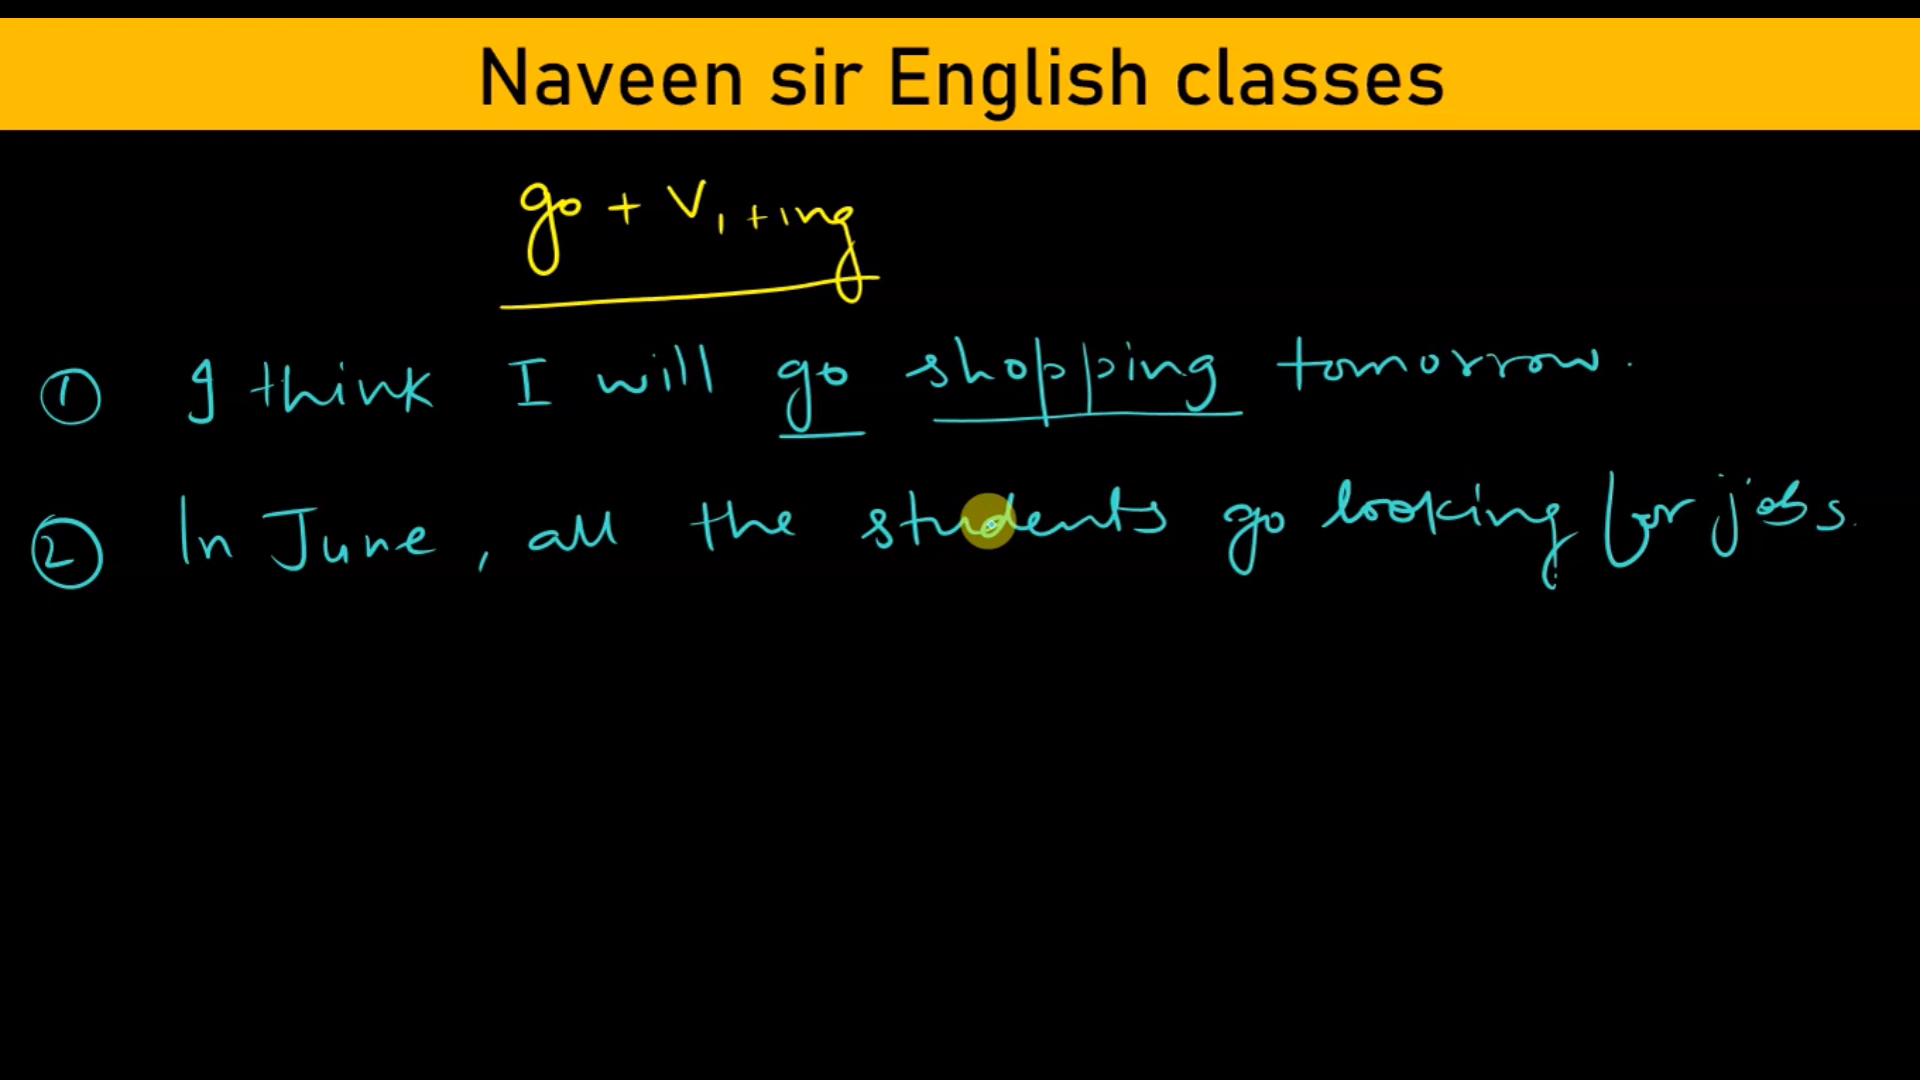 Naveen sir English classes
go + V1 + ing
① I think I will go shopping tomorrow.
② In June, all the students go looking for jobs.